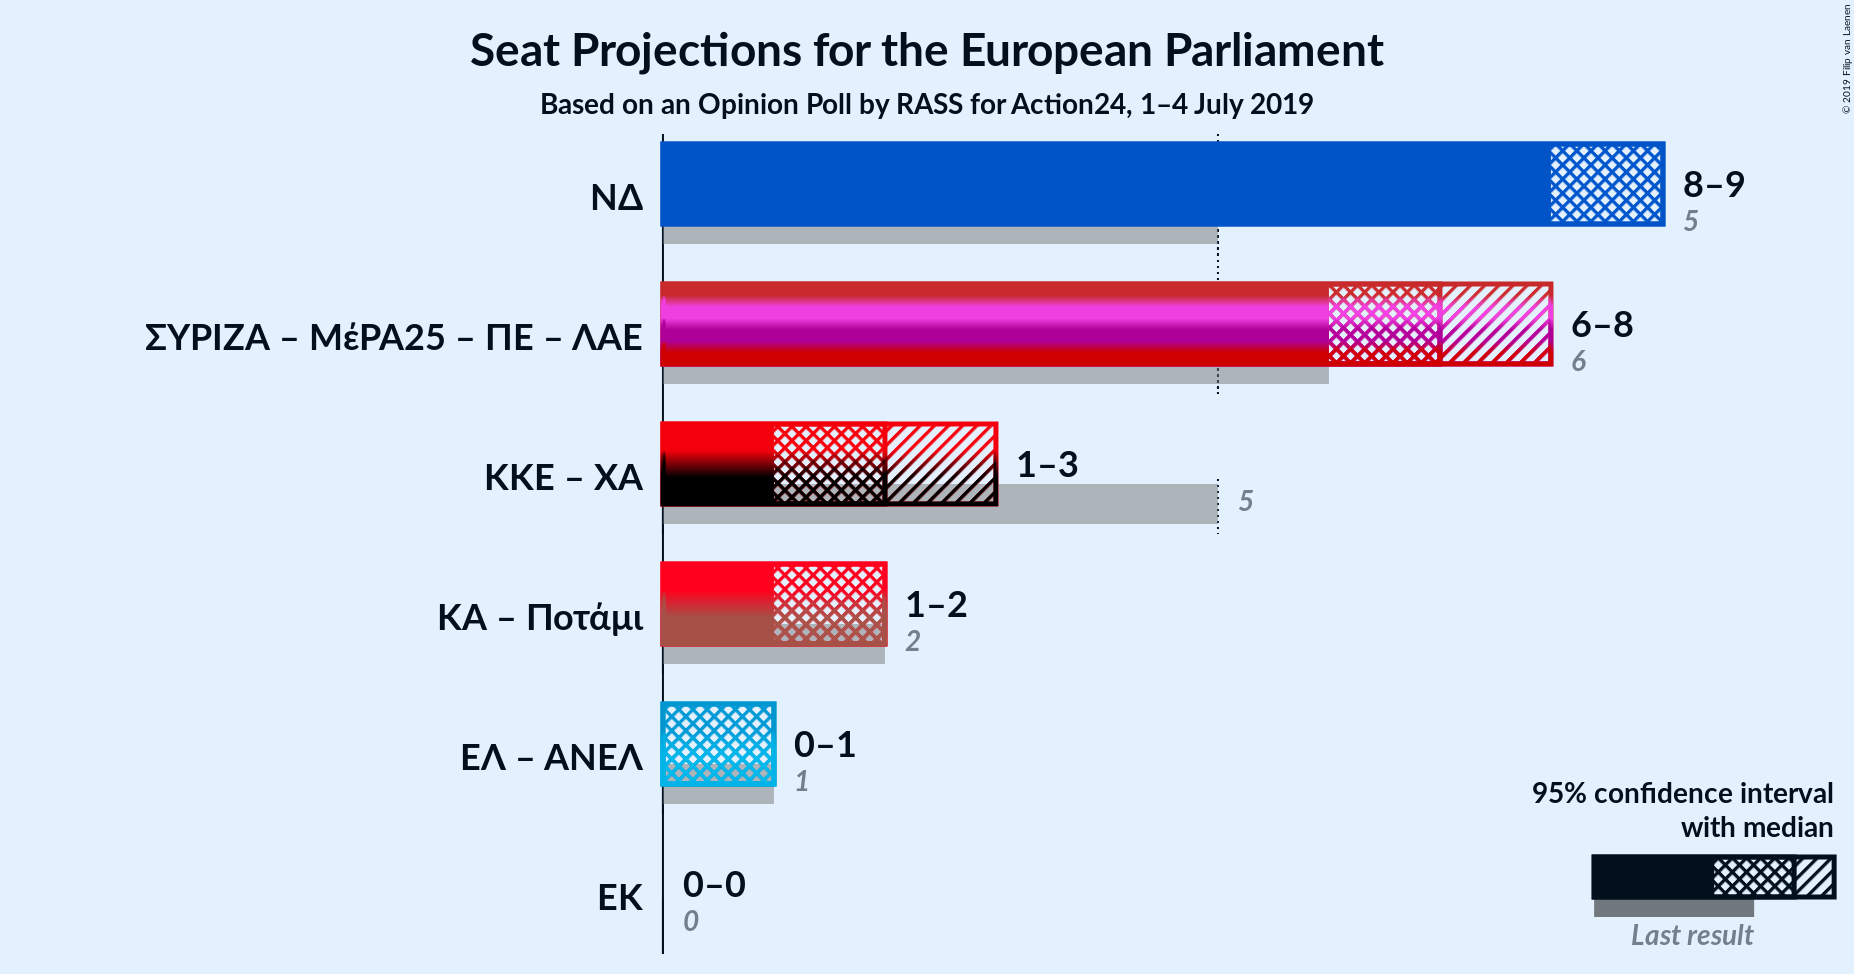 Seat Projections for the European Parliament
Based on an Opinion Poll by RASS for Action24, 1–4 July 2019
© 2019 Filip van Laenen
ΝΔ
8–9
5
ΣΥΡΙΖΑ – ΜέΡΑ25 – ΠΕ – ΛΑΕ
6–8
6
ΚΚΕ – ΧΑ
1–3
5
ΚΑ – Ποτάμι
1–2
2
ΕΛ – ΑΝΕΛ
0–1
1
ΕΚ
0–0
0
95% confidence interval
with median
Last result